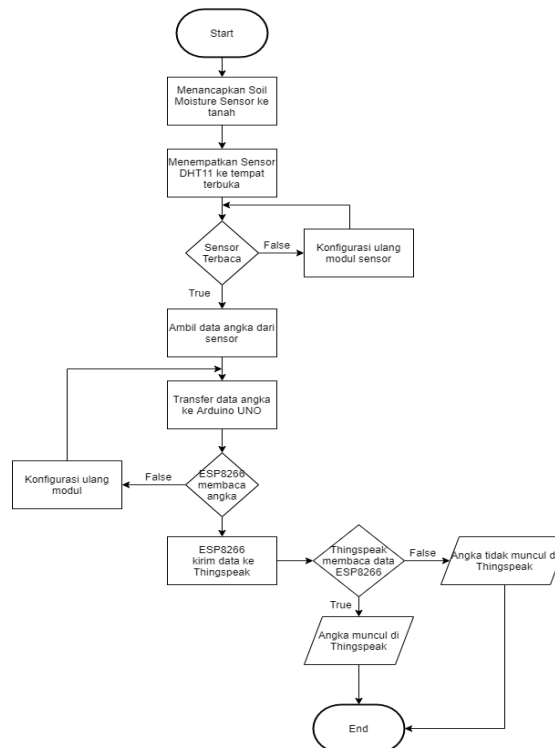 Start
Menancapkan Soil
Moisture Sensor ke
tanah
Menempatkan Sensor
DHT11 ke tempat
terbuka
Sensor
Terbaca
False
Konfigurasi ulang
modul sensor
True
Ambil data angka dari
sensor
Transfer data angka
ke Arduino UNO
ESP8266
membaca
angka
False
Konfigurasi ulang
modul
ESP8266
kirim data ke
Thingspeak
Thingspeak
membaca data
ESP8266
False
Angka tidak muncul di
Thingspeak
True
Angka muncul di
Thingspeak
End